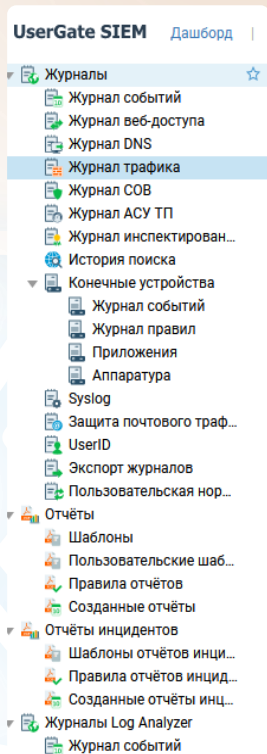 UserGate SIEM Дашборд |
Журналы
Журнал событий
Журнал веб-доступа
Журнал DNS
Журнал трафика
Журнал СОВ
Журнал АСУ ТП
Журнал инспектирован...
История поиска
Конечные устройства
Журнал событий
Журнал правил
Приложения
Аппаратура
Syslog
Защита почтового траф...
UserID
Экспорт журналов
Пользовательская нор...
Отчёты
Шаблоны
Пользовательские шаб...
Правила отчётов
Созданные отчёты
Отчёты инцидентов
Шаблоны отчётов инци...
Правила отчётов инцид...
Созданные отчёты инц...
Журналы Log Analyzer
Журнал событий